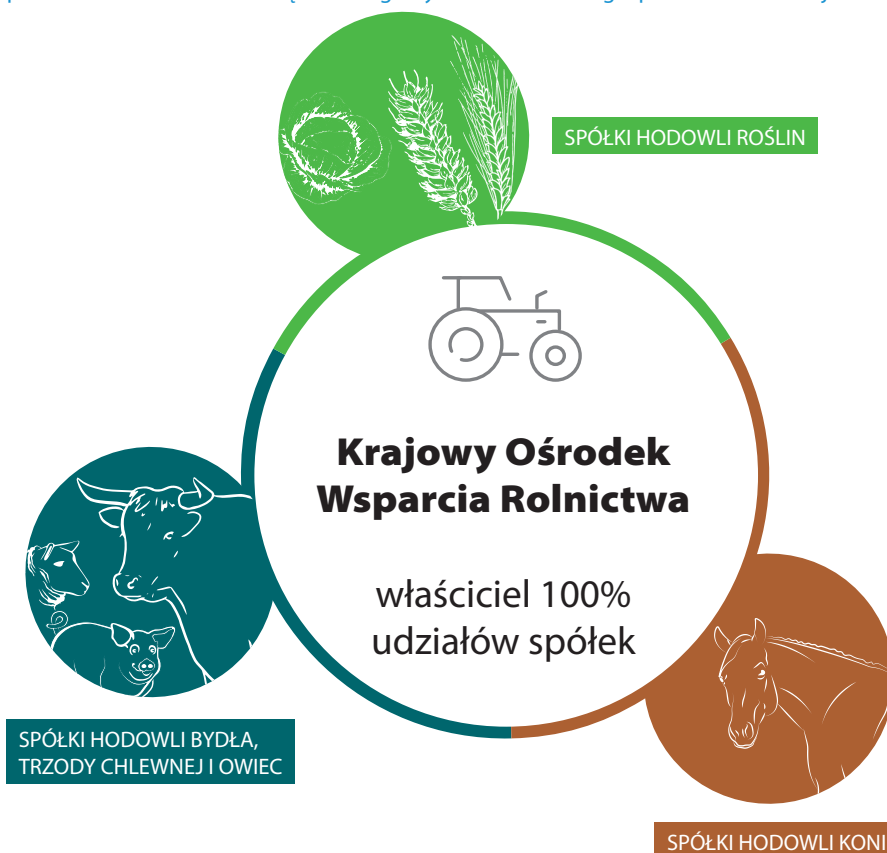 SPÓŁKI HODOWLI ROŚLIN
Krajowy Ośrodek
Wsparcia Rolnictwa
właściciel 100%
udziałów spółek
SPÓŁKI HODOWLI BYDŁA,
TRZODY CHLEWNEJ I OWIEC
SPÓŁKI HODOWLI KONI